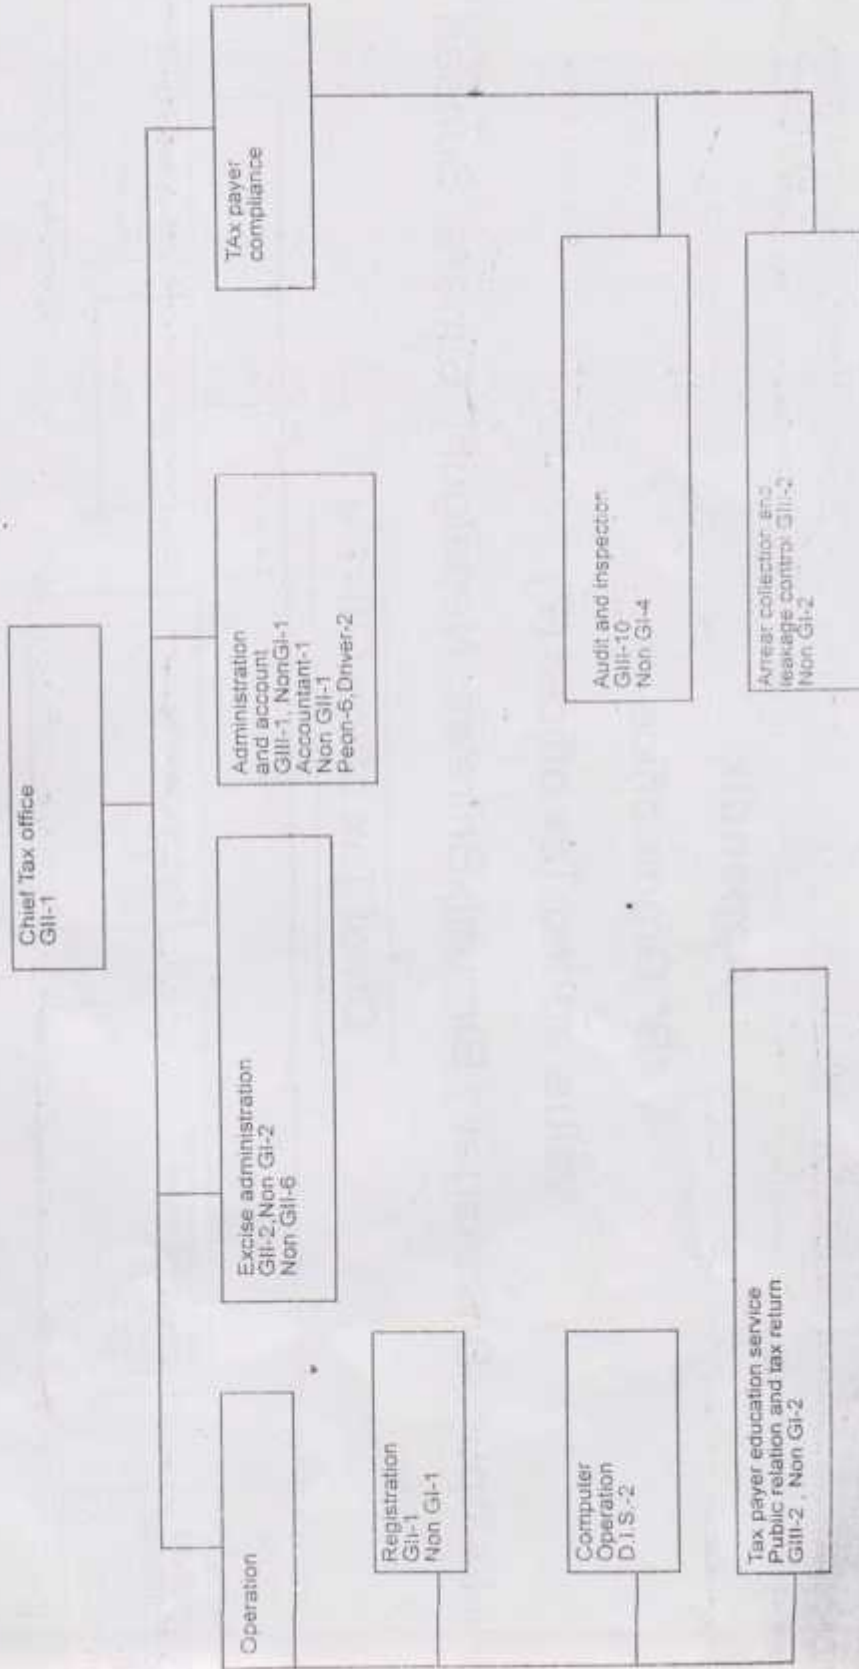 Chief Tax office
GII-1
Operation
Excise administration
GII-2,Non GI-2
Non GII-6
Administration
and account
GIII-1, NonGI-1
Accountant-1
Non GII-1
Peon-6,Driver-2
TAx payer
compliance
Registration
GII-1
Non GI-1
Computer
Operation
D.I.S.-2
Tax payer education service
Public relation and tax return
GIII-2 , Non GI-2
Audit and inspection
GIII-10
Non GI-4
Arrear collection and
leakage control GIII-2
Non GI-2